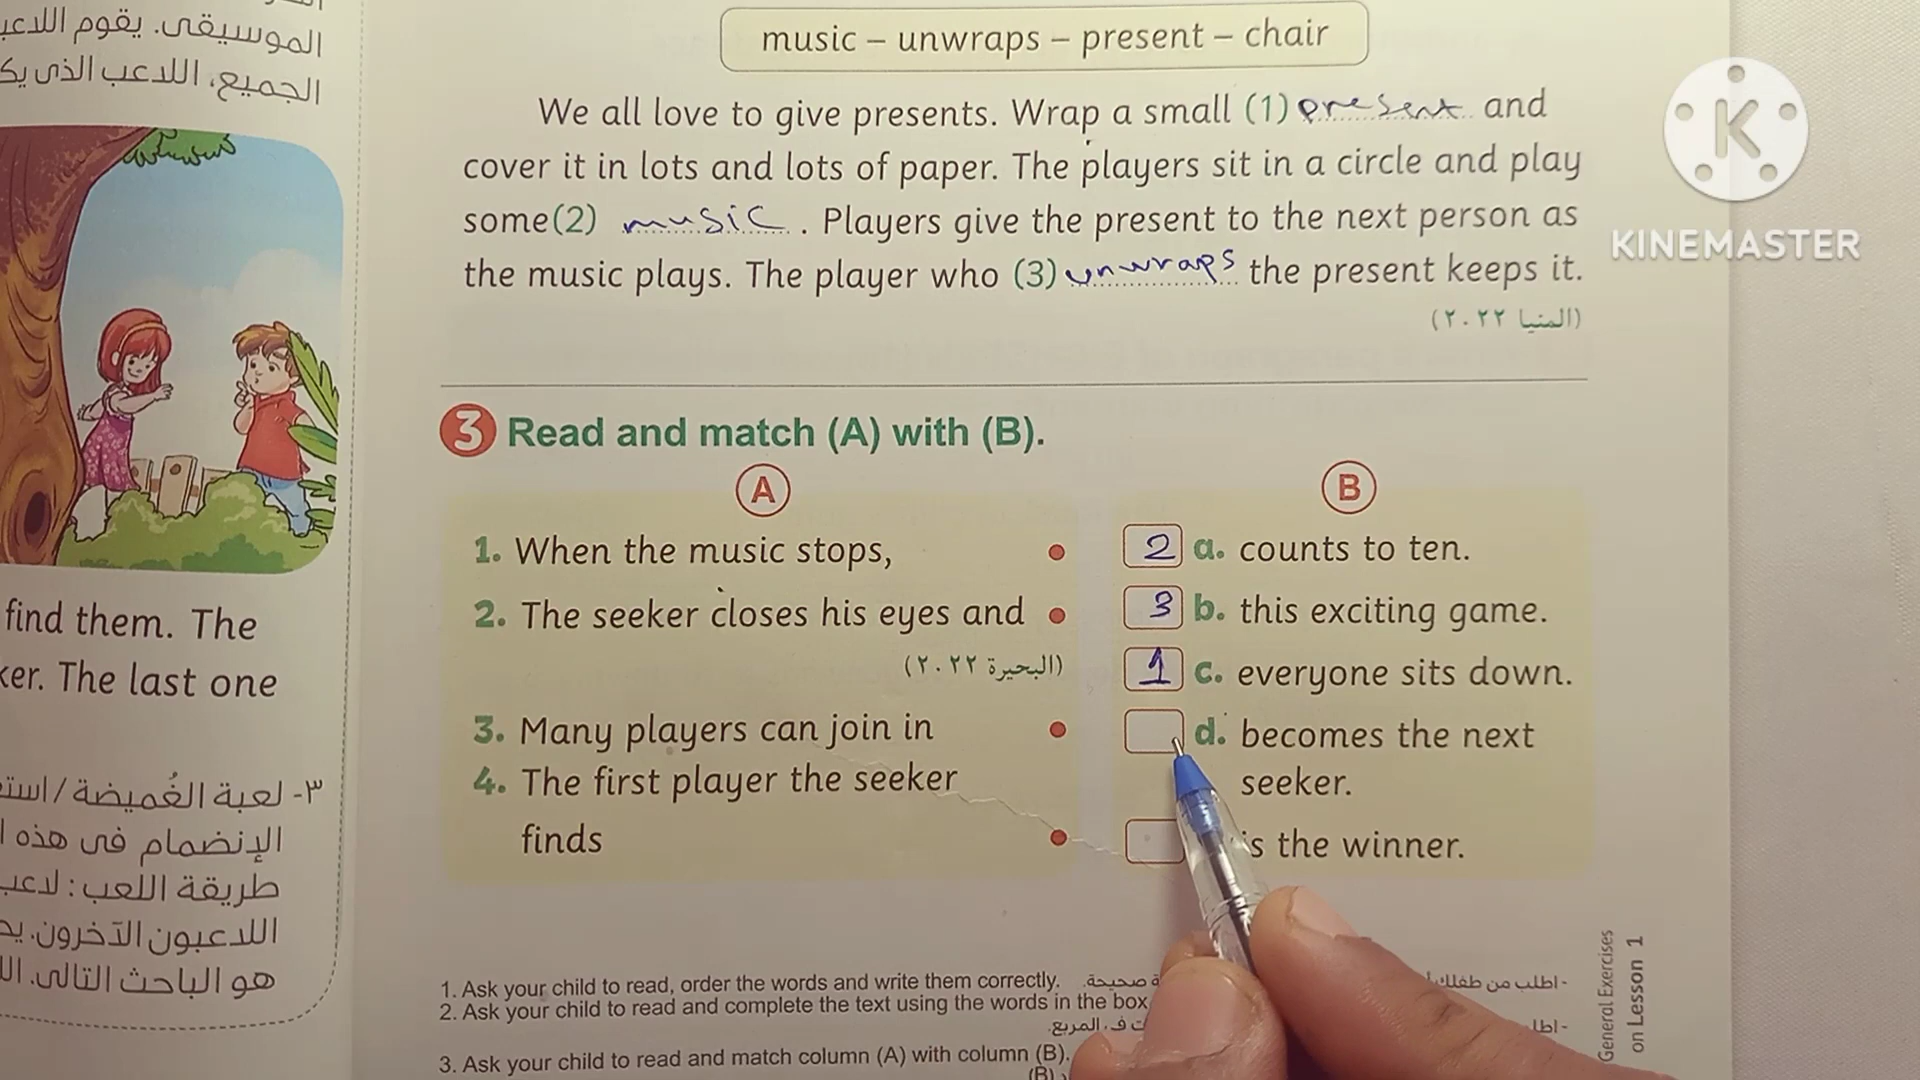 الموسيقى. يقوم اللاعب
الجميع، اللاعب الذى
find them. The
The last one
٣- لعبة الغُميضة /
الإنضمام فى هذه
طريقة اللعب :
اللاعبون الآخرون.
هو الباحث التالى.
music – unwraps – present – chair
We all love to give presents. Wrap a small (1) present and
cover it in lots and lots of paper. The players sit in a circle and play
some(2) music . Players give the present to the next person as
the music plays. The player who (3) unwraps the present keeps it.
(المنيا ٢٠٢٢)
KINEMASTER
3 Read and match (A) with (B).
A B
1. When the music stops, 2 a. counts to ten.
2. The seeker closes his eyes and 3 b. this exciting game.
(البحيرة ٢٠٢٢) 1 c. everyone sits down.
3. Many players can join in d. becomes the next
4. The first player the seeker seeker.
finds is the winner.
1. Ask your child to read, order the words and write them correctly. صحيحة.
- اطلب من طفلك
2. Ask your child to read and complete the text using the words in the box
المربع.
3. Ask your child to read and match column (A) with column (B).
(B)
General Exercises
on Lesson 1